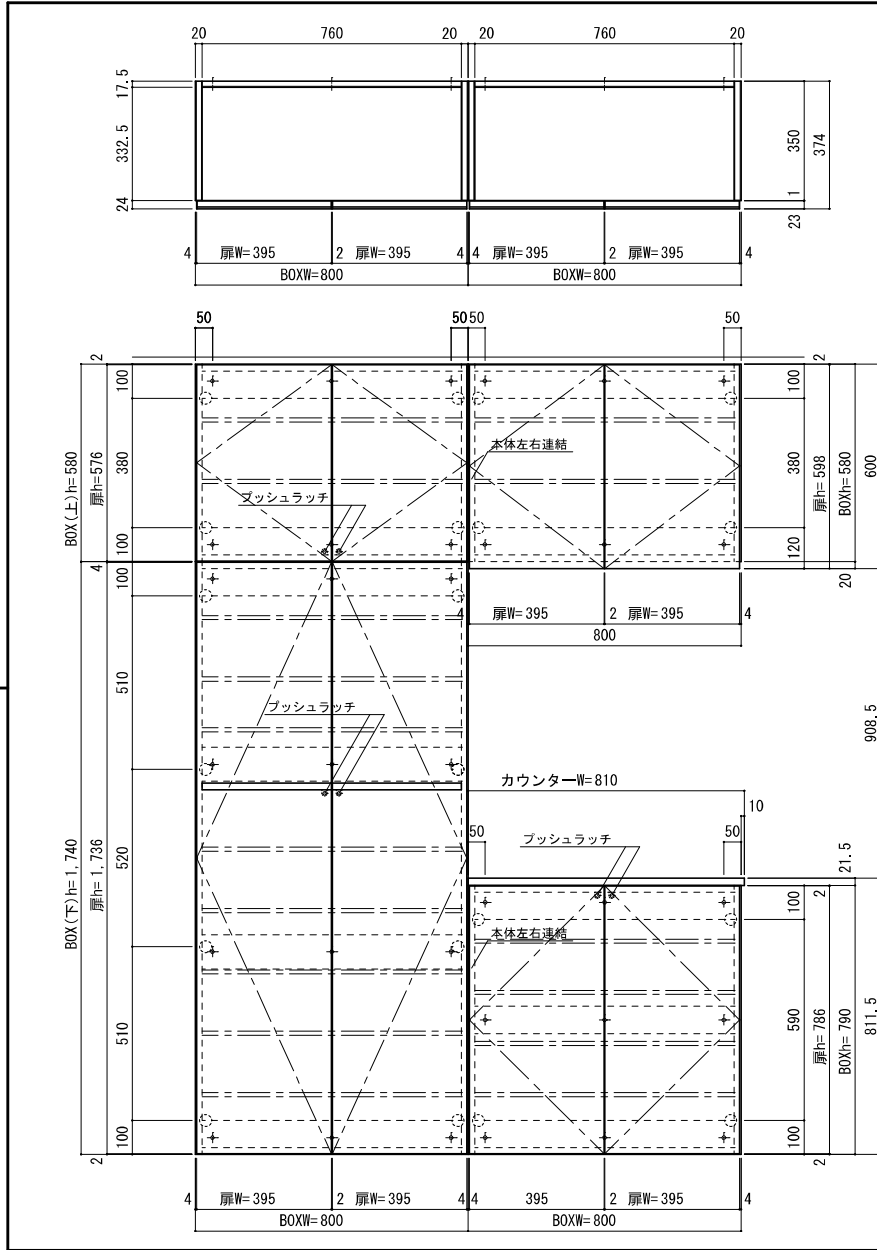 20 760 20 20 760 20
17.5
332.5
24
350
374
1
23
4 扉W=395 2 扉W=395 4 4 扉W=395 2 扉W=395 4
BOXW=800 BOXW=800
50 50 50 50
2
100
380
100
BOX(上)h=580
扉h=576
4
プッシュラッチ
本体左右連結
2
100
380
120
扉h=598
BOXh=580
600
20
4 扉W=395 2 扉W=395 4
800
100
510
520
510
100
2
BOX(下)h=1,740
扉h=1,736
プッシュラッチ
908.5
カウンターW=810
10
50 プッシュラッチ 50
21.5
本体左右連結
100
590
100
2
扉h=786
2
BOXh=790
811.5
4 扉W=395 2 扉W=395 4 4 395 2 扉W=395 4
BOXW=800 BOXW=800